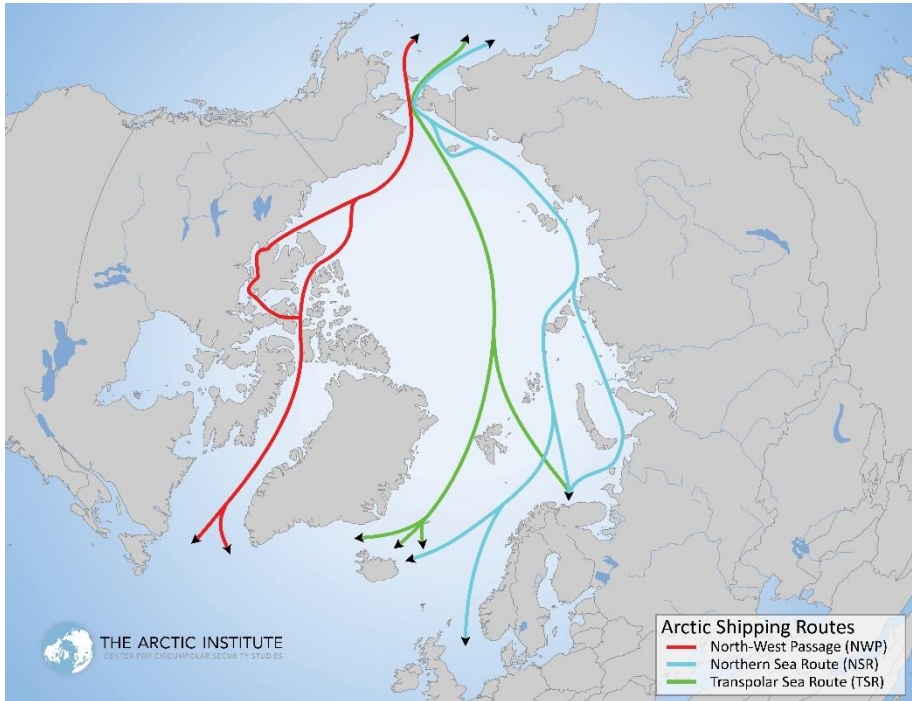 THE ARCTIC INSTITUTE
CENTER FOR CIRCUMPOLAR SECURITY STUDIES
Arctic Shipping Routes
North-West Passage (NWP)
Northern Sea Route (NSR)
Transpolar Sea Route (TSR)